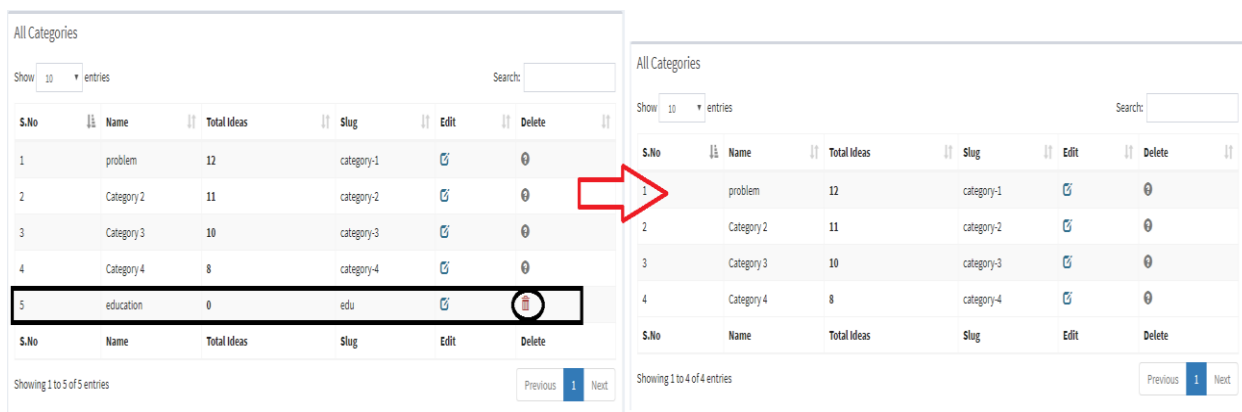 All Categories
Show 10 entries Search:
S.No Name Total Ideas Slug Edit Delete
1 problem 12 category-1
2 Category 2 11 category-2
3 Category 3 10 category-3
4 Category 4 8 category-4
5 education 0 edu
S.No Name Total Ideas Slug Edit Delete
Showing 1 to 5 of 5 entries Previous 1 Next
All Categories
Show 10 entries Search:
S.No Name Total Ideas Slug Edit Delete
1 problem 12 category-1
2 Category 2 11 category-2
3 Category 3 10 category-3
4 Category 4 8 category-4
S.No Name Total Ideas Slug Edit Delete
Showing 1 to 4 of 4 entries Previous 1 Next